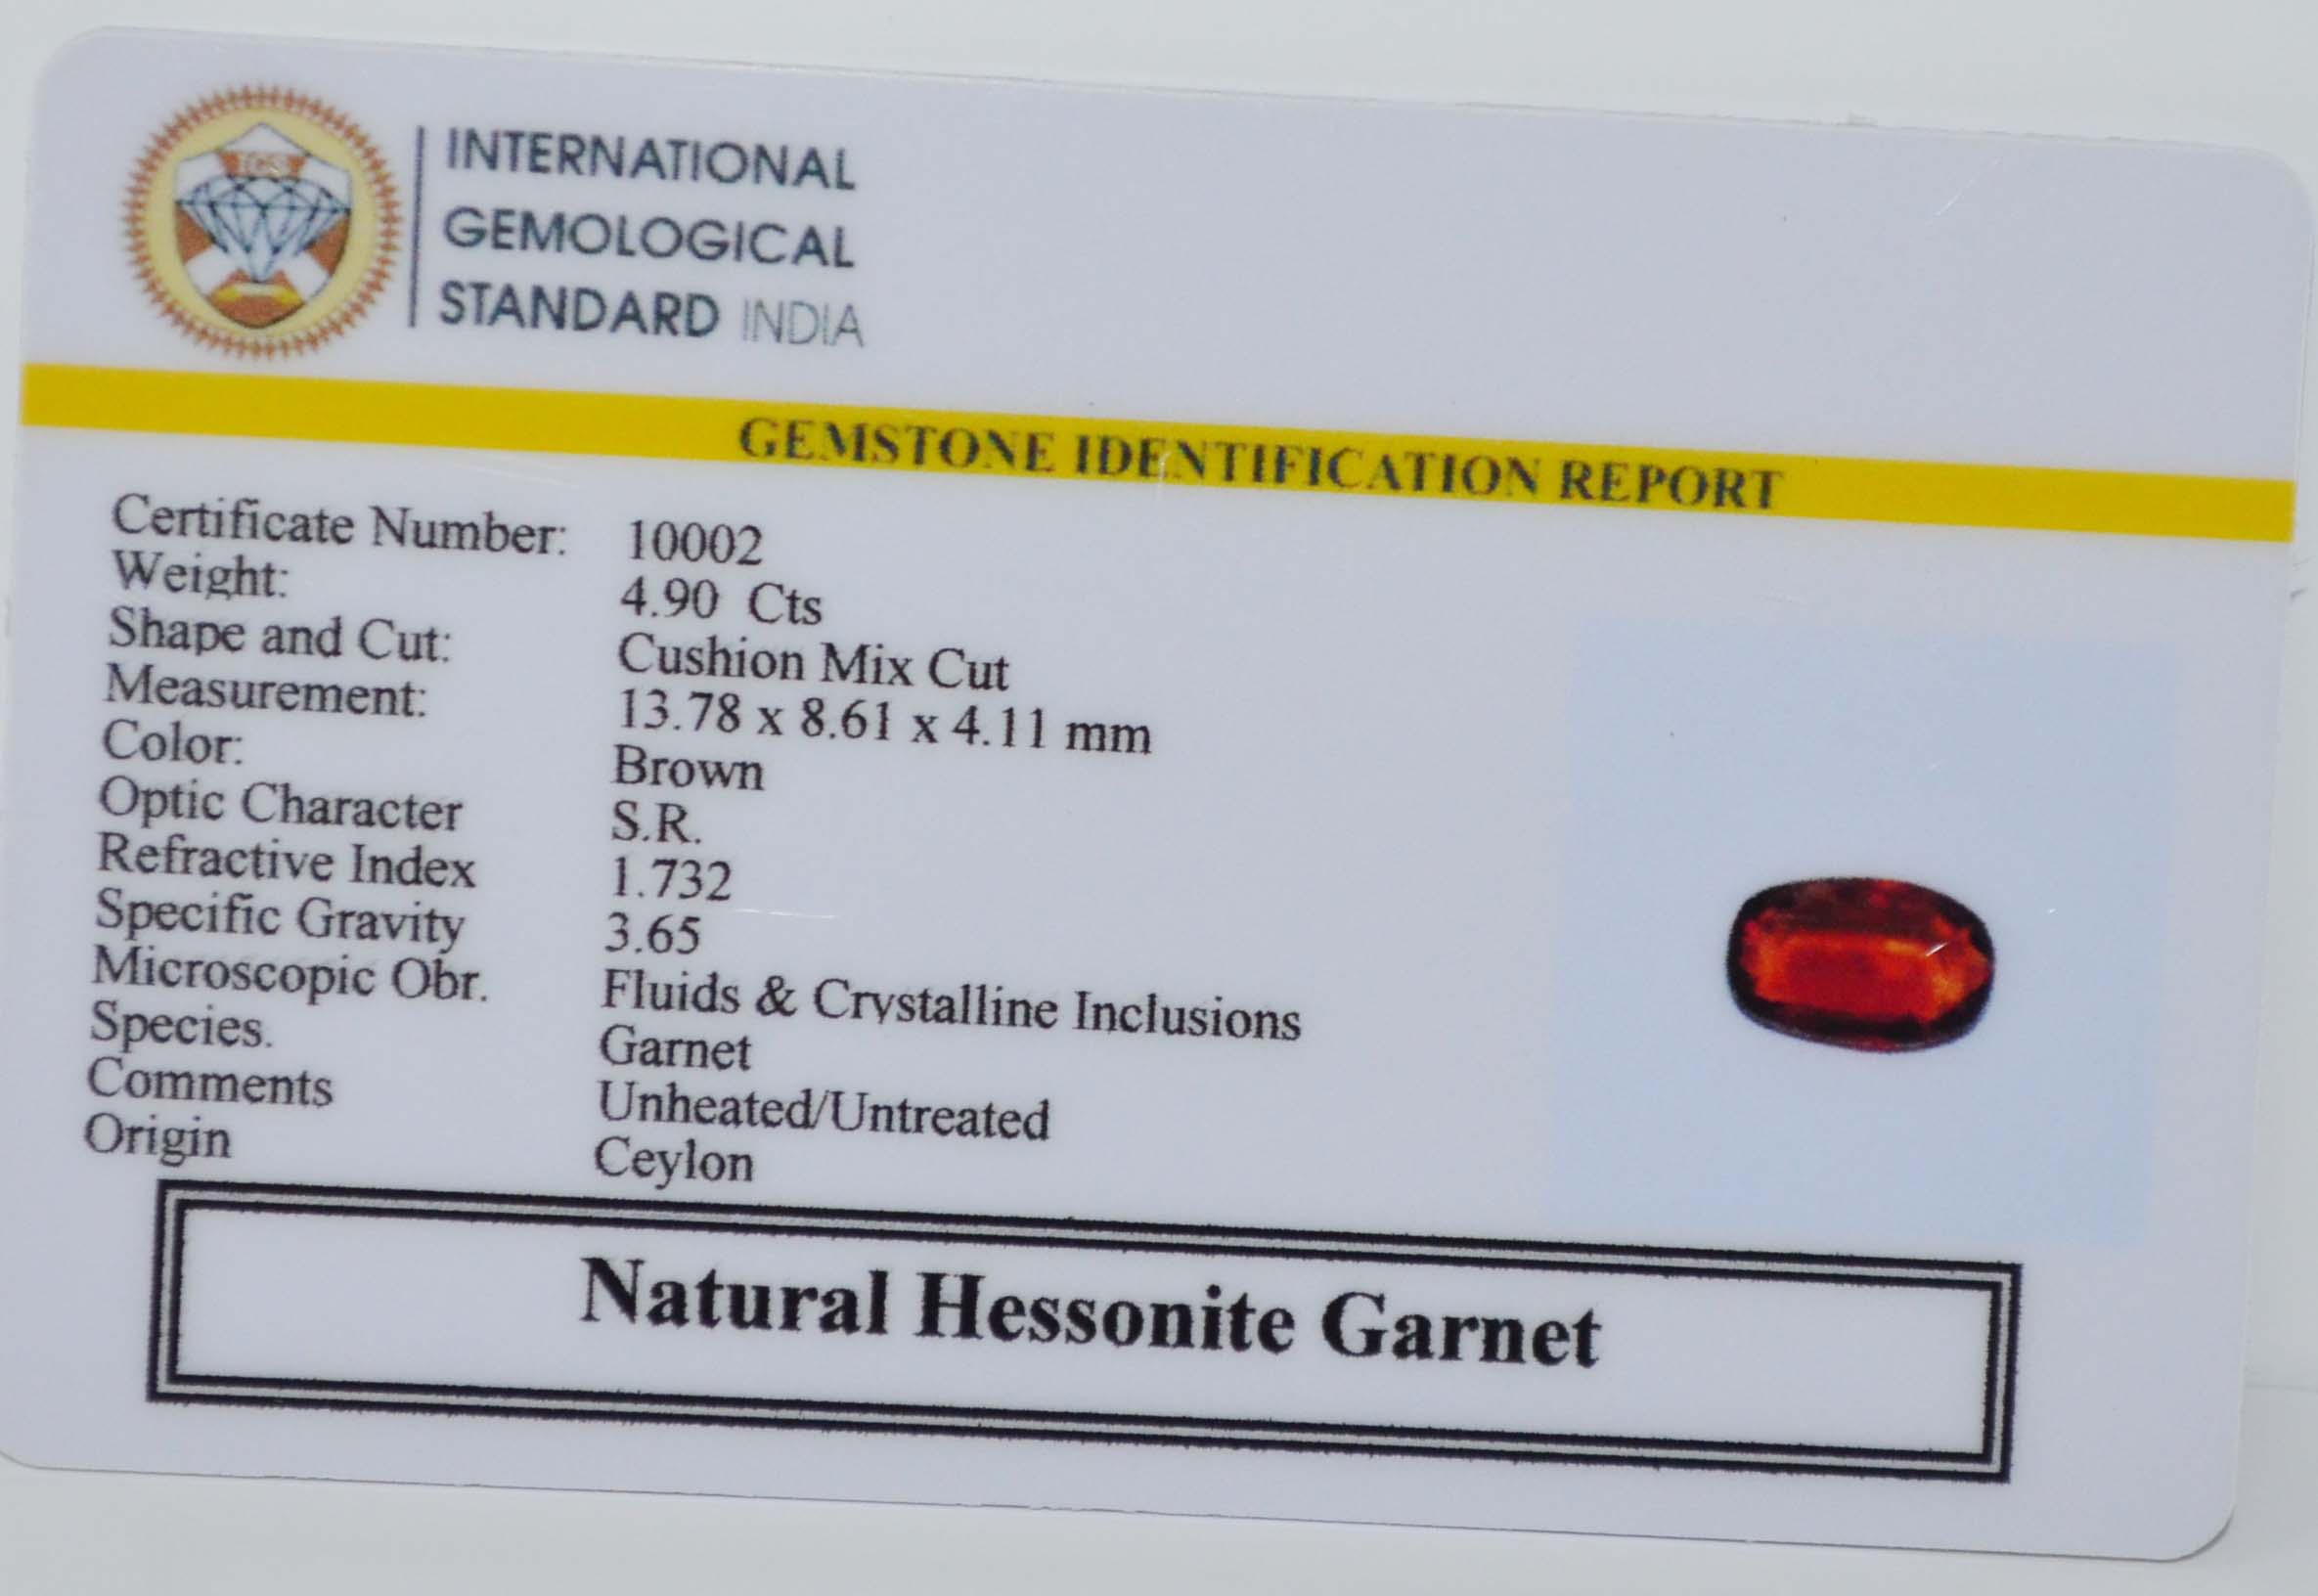 IGS
INTERNATIONAL
GEMOLOGICAL
STANDARD INDIA
GEMSTONE IDENTIFICATION REPORT
Certificate Number: 10002
Weight: 4.90 Cts
Shape and Cut: Cushion Mix Cut
Measurement: 13.78 x 8.61 x 4.11 mm
Color: Brown
Optic Character S.R.
Refractive Index 1.732
Specific Gravity 3.65
Microscopic Obr. Fluids & Crystalline Inclusions
Species. Garnet
Comments Unheated/Untreated
Origin Ceylon
Natural Hessonite Garnet